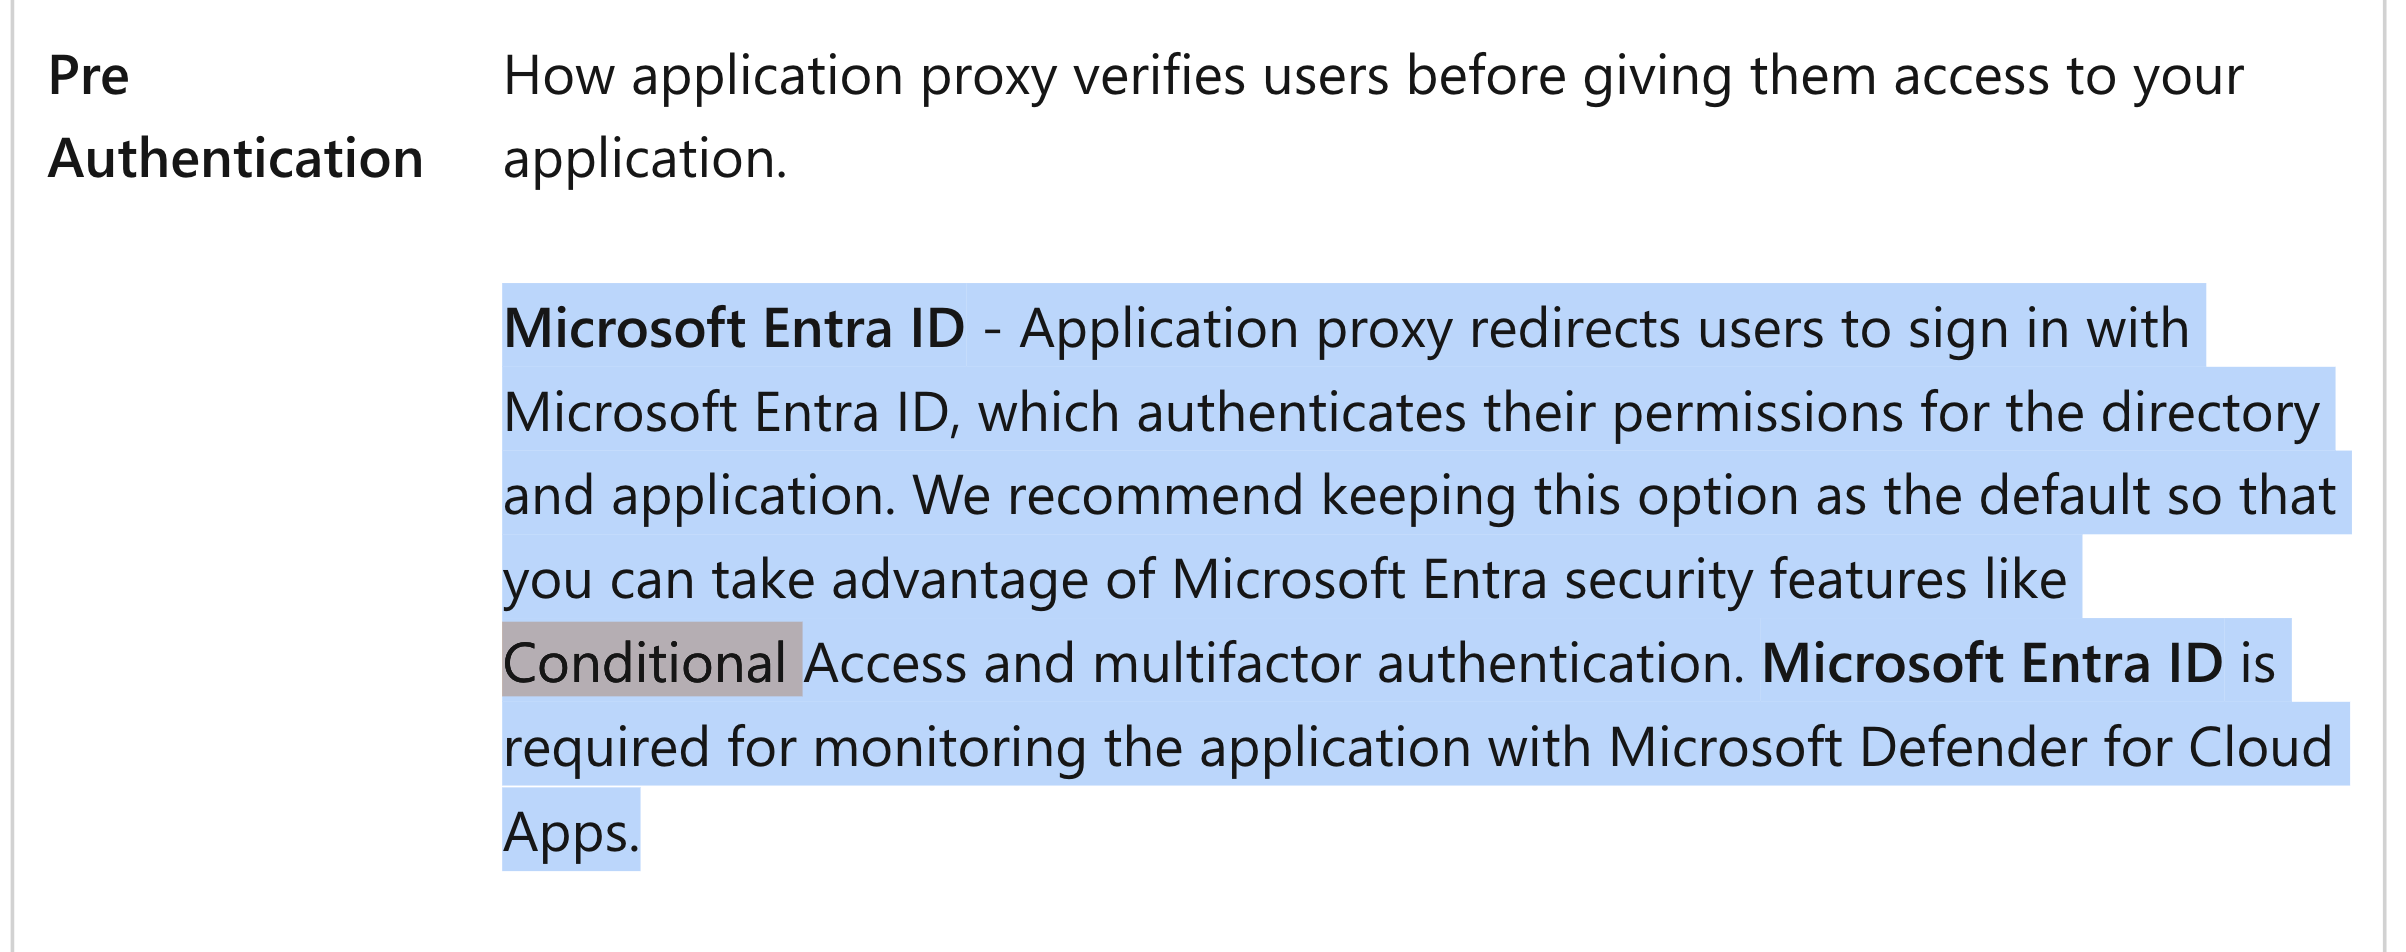 Pre
Authentication
How application proxy verifies users before giving them access to your
application.
Microsoft Entra ID - Application proxy redirects users to sign in with
Microsoft Entra ID, which authenticates their permissions for the directory
and application. We recommend keeping this option as the default so that
you can take advantage of Microsoft Entra security features like
Conditional Access and multifactor authentication. Microsoft Entra ID is
required for monitoring the application with Microsoft Defender for Cloud
Apps.